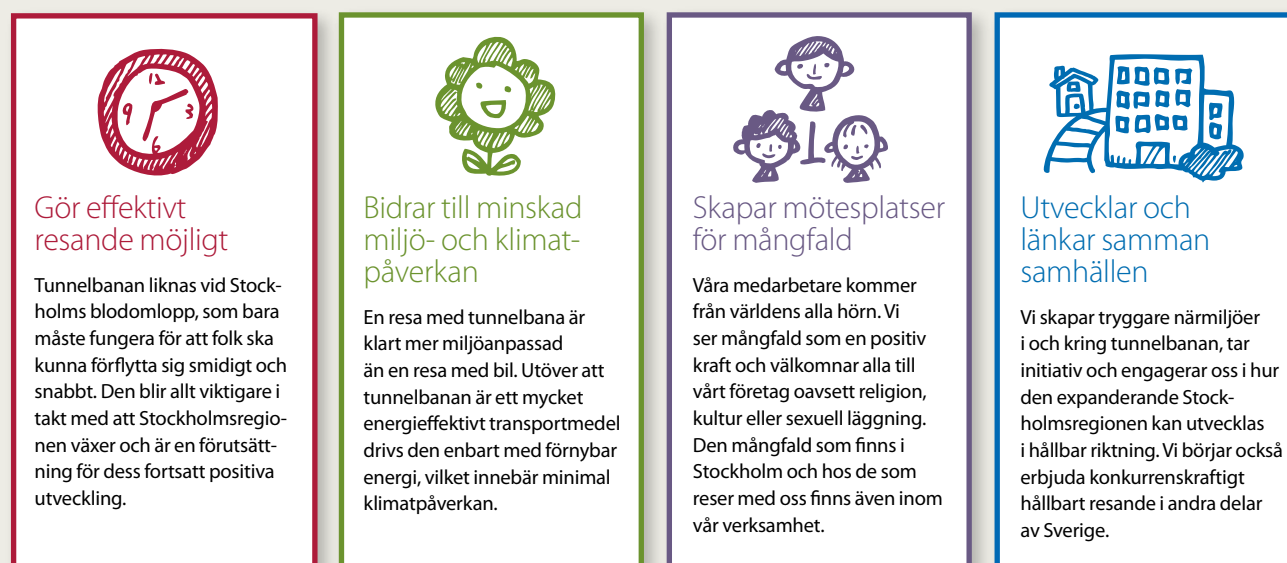 12
9
3
6
Gör effektivt
resande möjligt
Tunnelbanan liknas vid Stock-
holms blodomlopp, som bara
måste fungera för att folk ska
kunna förflytta sig smidigt och
snabbt. Den blir allt viktigare i
takt med att Stockholmsregio-
nen växer och är en förutsätt-
ning för dess fortsatt positiva
utveckling.
Bidrar till minskad
miljö- och klimat-
påverkan
En resa med tunnelbana är
klart mer miljöanpassad
än en resa med bil. Utöver att
tunnelbanan är ett mycket
energieffektivt transportmedel
drivs den enbart med förnybar
energi, vilket innebär minimal
klimatpåverkan.
Skapar mötesplatser
för mångfald
Våra medarbetare kommer
från världens alla hörn. Vi
ser mångfald som en positiv
kraft och välkomnar alla till
vårt företag oavsett religion,
kultur eller sexuell läggning.
Den mångfald som finns i
Stockholm och hos de som
reser med oss finns även inom
vår verksamhet.
Utvecklar och
länkar samman
samhällen
Vi skapar tryggare närmiljöer
i och kring tunnelbanan, tar
initiativ och engagerar oss i hur
den expanderande Stock-
holmsregionen kan utvecklas
i hållbar riktning. Vi börjar också
erbjuda konkurrenskraftigt
hållbart resande i andra delar
av Sverige.